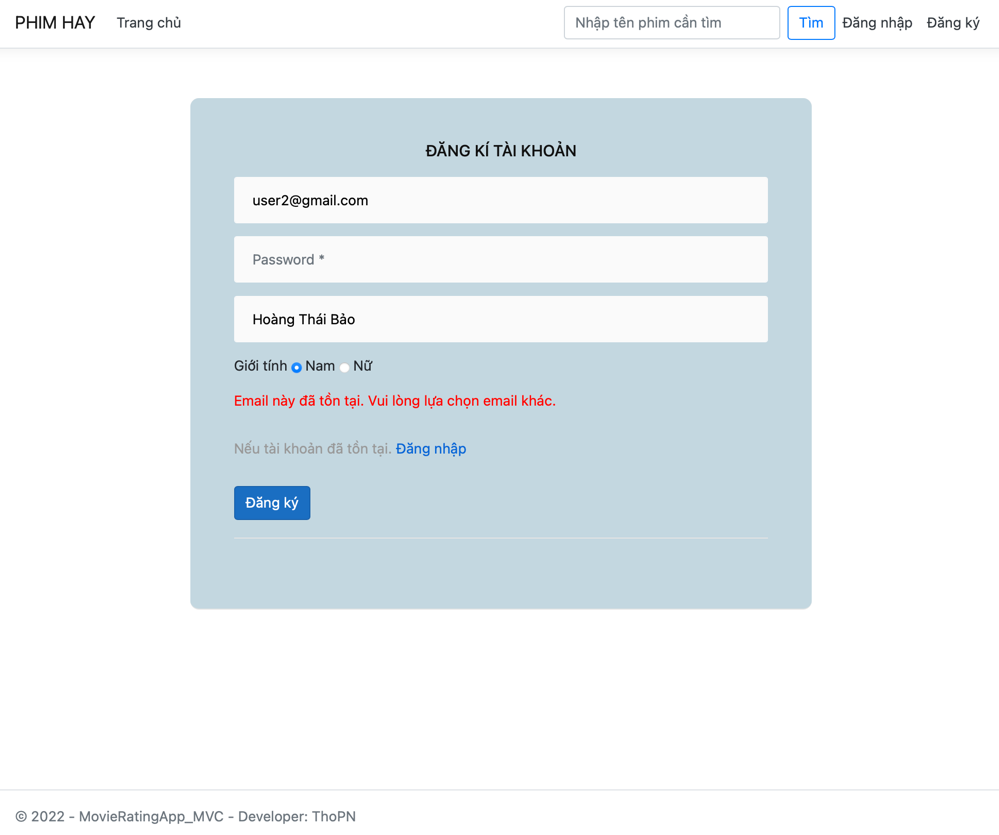 PHIM HAY Trang chủ Nhập tên phim cần tìm Tìm Đăng nhập Đăng ký
ĐĂNG KÍ TÀI KHOẢN
user2@gmail.com
Password *
Hoàng Thái Bảo
Giới tính Nam Nữ
Email này đã tồn tại. Vui lòng lựa chọn email khác.
Nếu tài khoản đã tồn tại. Đăng nhập
Đăng ký
© 2022 - MovieRatingApp_MVC - Developer: ThoPN